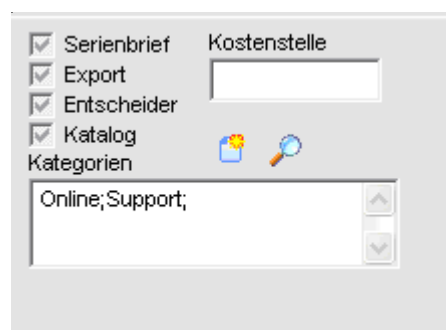 Serienbrief
Kostenstelle
Export
Entscheider
Katalog
Kategorien
Online;Support;